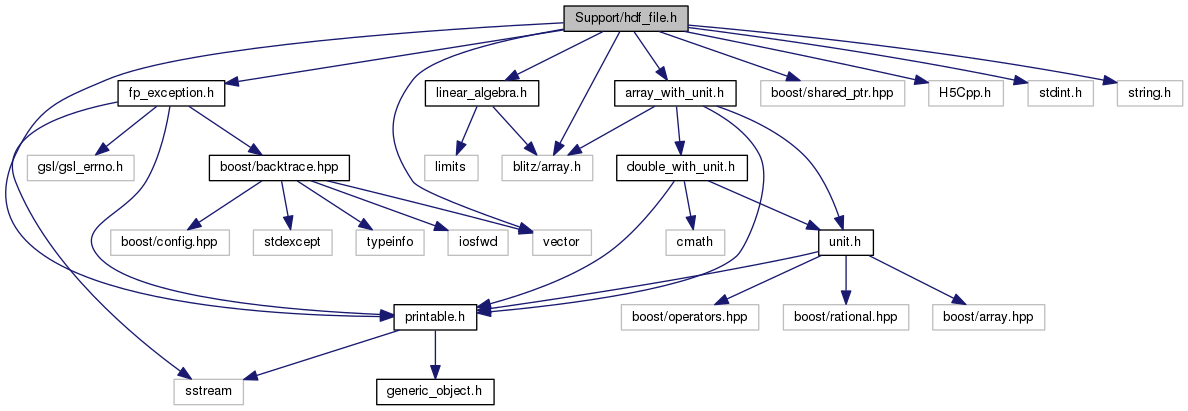 Support/hdf_file.h
fp_exception.h
linear_algebra.h
array_with_unit.h
boost/shared_ptr.hpp
H5Cpp.h
stdint.h
string.h
gsl/gsl_errno.h
boost/backtrace.hpp
limits
blitz/array.h
double_with_unit.h
boost/config.hpp
stdexcept
typeinfo
iosfwd
vector
cmath
unit.h
printable.h
boost/operators.hpp
boost/rational.hpp
boost/array.hpp
sstream
generic_object.h